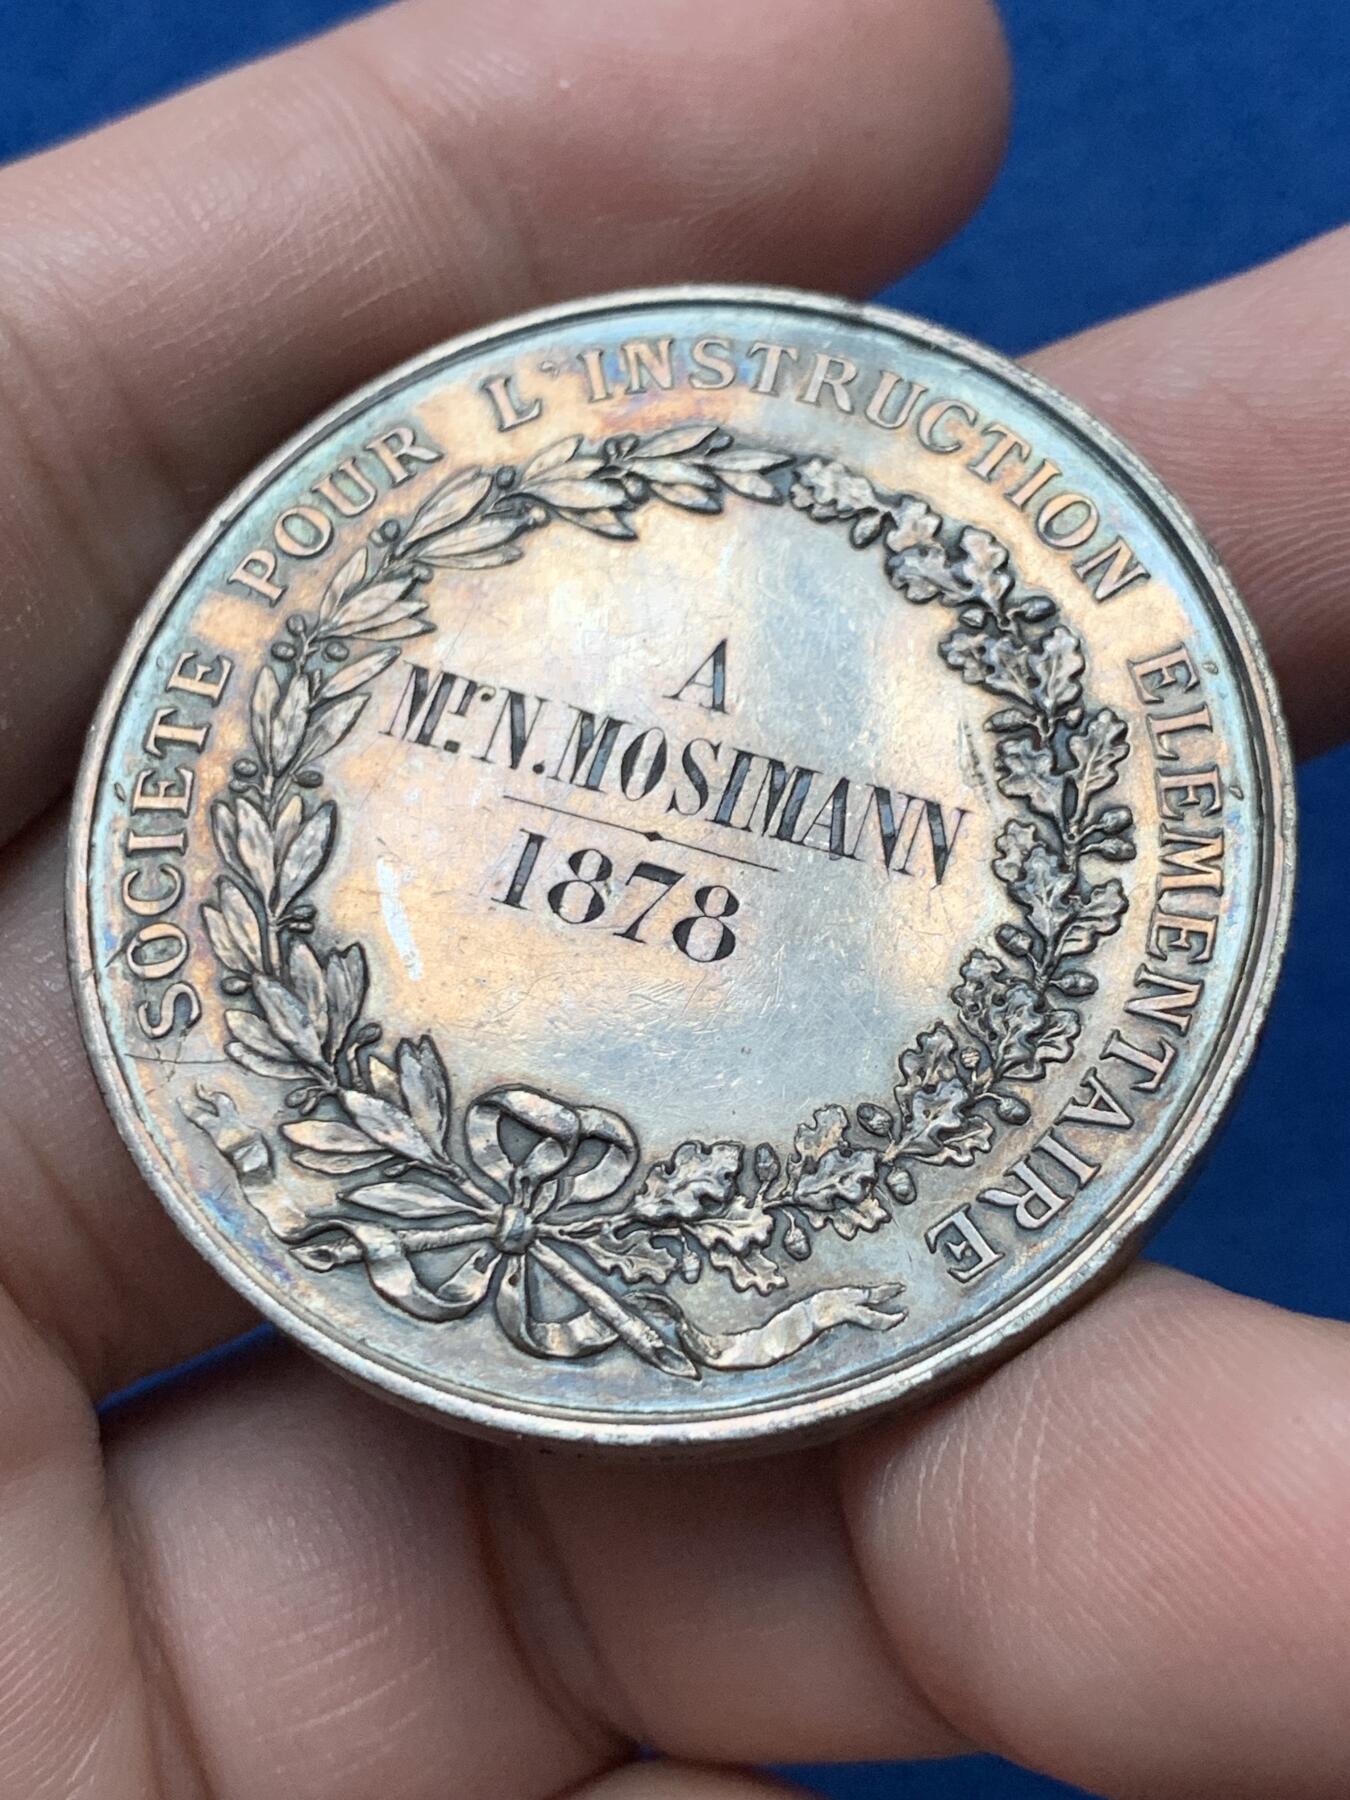 SOCIÉTÉ POUR L'INSTRUCTION ÉLÉMENTAIRE
A
Mr. N. MOSIMANN
1878